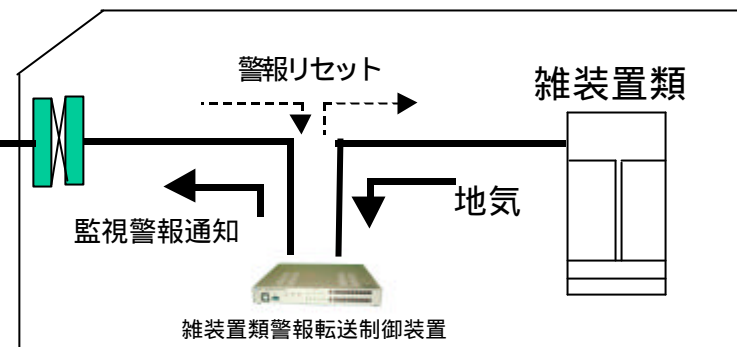 警報リセット
雑装置類
地気
監視警報通知
雑装置類警報転送制御装置